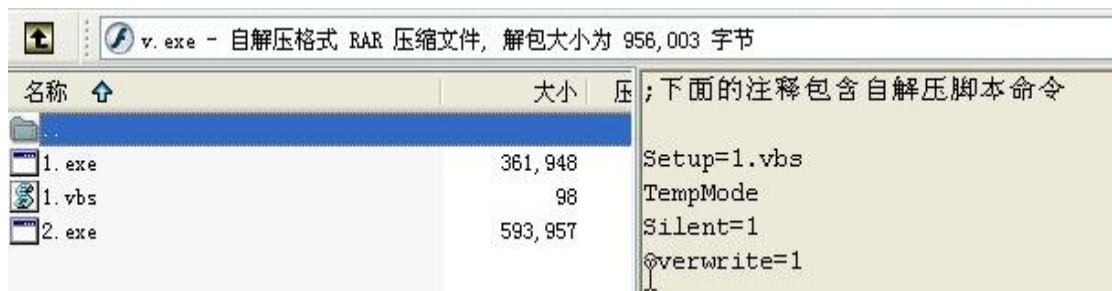 v.exe - 自解压格式 RAR 压缩文件, 解包大小为 956,003 字节
名称 大小 压
..
1.exe 361,948
1.vbs 98
2.exe 593,957
;下面的注释包含自解压脚本命令
Setup=1.vbs
TempMode
Silent=1
Overwrite=1